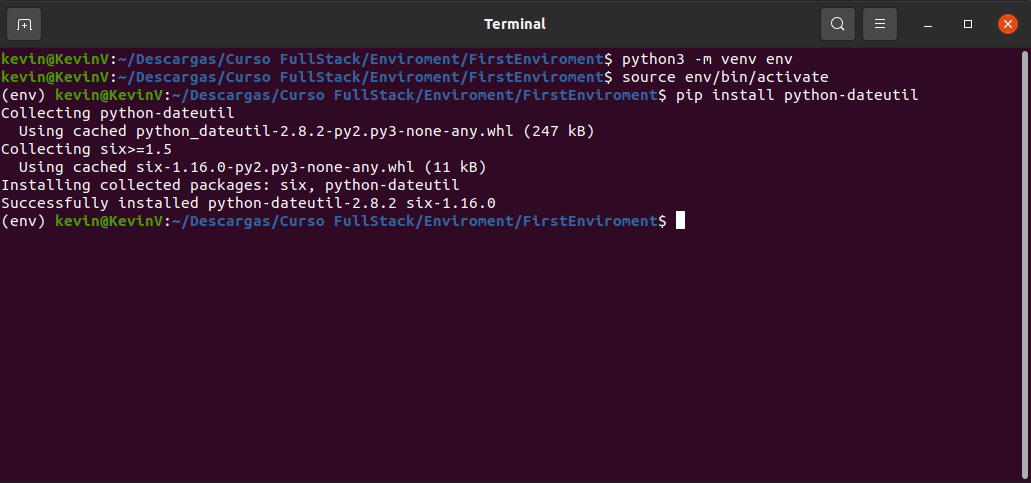 Terminal
kevin@KevinV:~/Descargas/Curso FullStack/Enviroment/FirstEnviroment$ python3 -m venv env
kevin@KevinV:~/Descargas/Curso FullStack/Enviroment/FirstEnviroment$ source env/bin/activate
(env) kevin@KevinV:~/Descargas/Curso FullStack/Enviroment/FirstEnviroment$ pip install python-dateutil
Collecting python-dateutil
  Using cached python_dateutil-2.8.2-py2.py3-none-any.whl (247 kB)
Collecting six>=1.5
  Using cached six-1.16.0-py2.py3-none-any.whl (11 kB)
Installing collected packages: six, python-dateutil
Successfully installed python-dateutil-2.8.2 six-1.16.0
(env) kevin@KevinV:~/Descargas/Curso FullStack/Enviroment/FirstEnviroment$